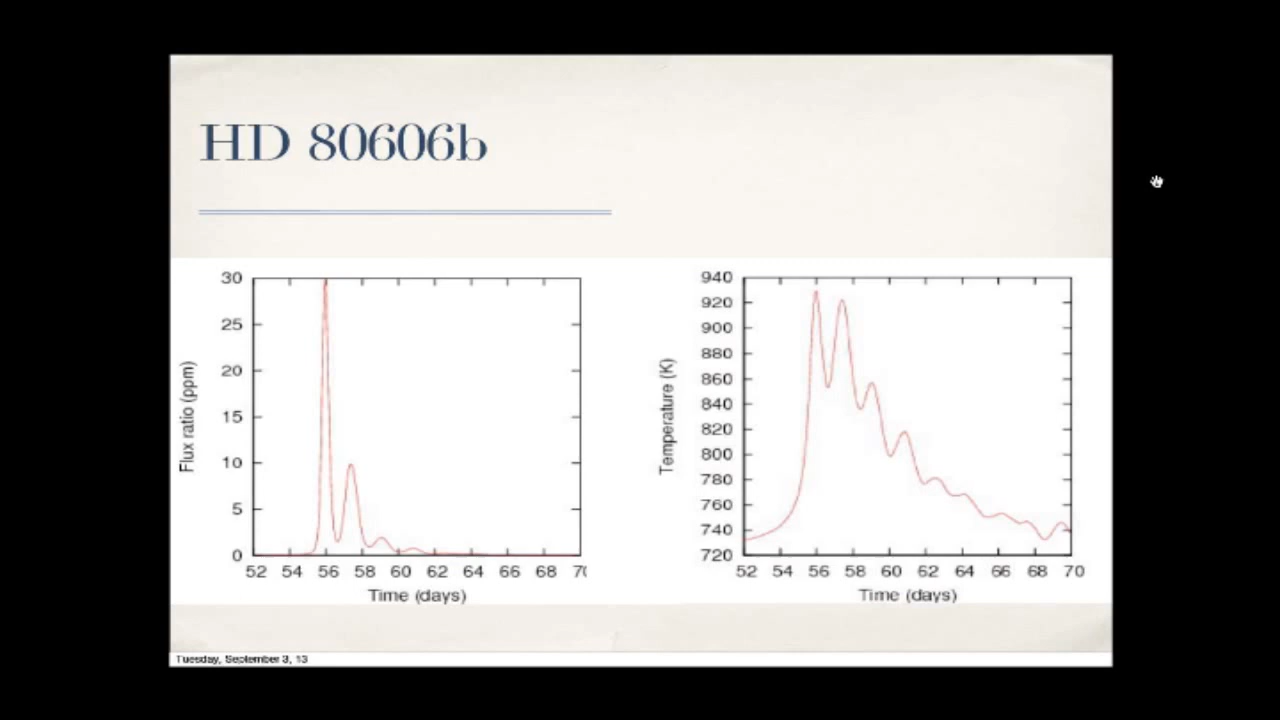 HD 80606b
30
25
20
15
10
5
0
52 54 56 58 60 62 64 66 68 70
Flux ratio (ppm)
Time (days)
940
920
900
880
860
840
820
800
780
760
740
720
52 54 56 58 60 62 64 66 68 70
Temperature (K)
Time (days)
Tuesday, September 3, 13